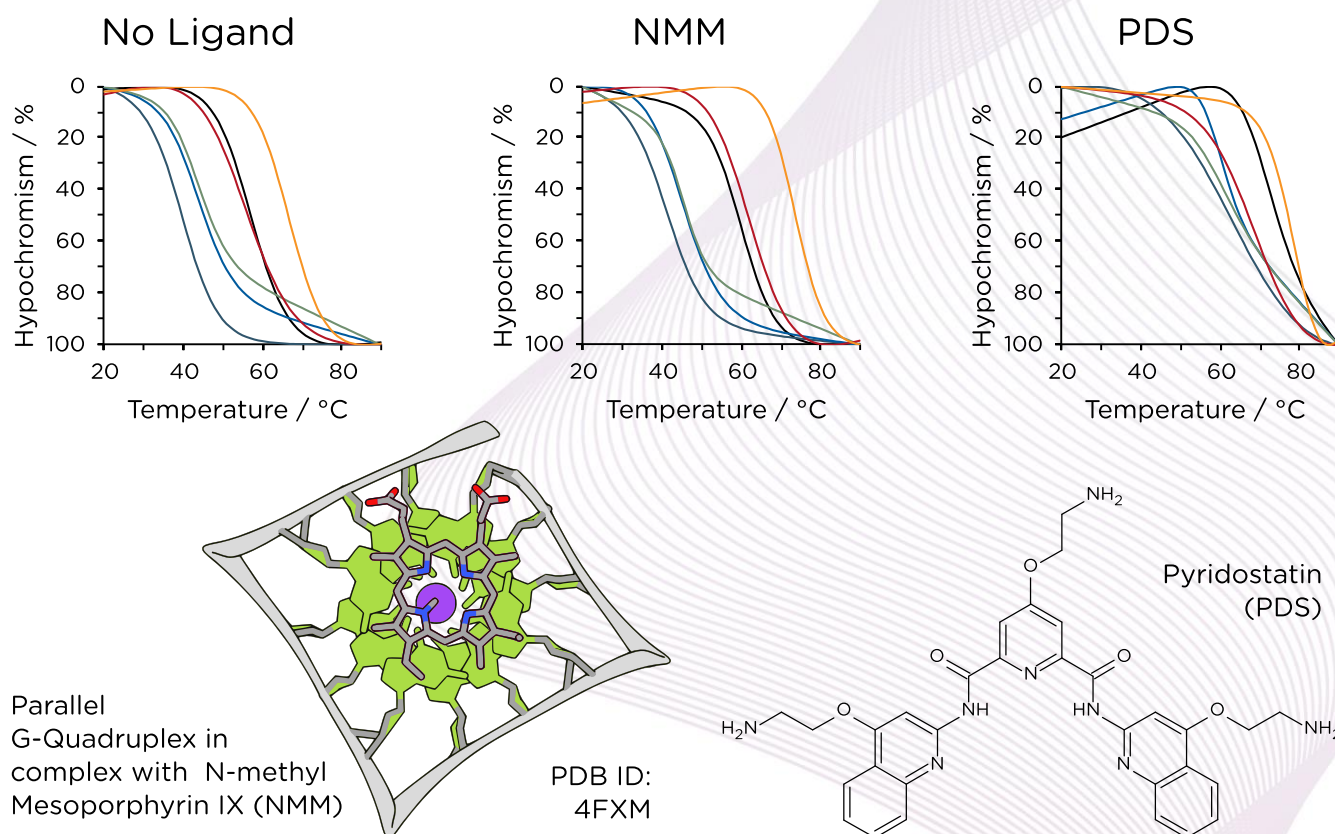 No Ligand
NMM
PDS
Hypochromism / %
0
20
40
60
80
100
20
40
60
80
Temperature / °C
Hypochromism / %
0
20
40
60
80
100
20
40
60
80
Temperature / °C
Hypochromism / %
0
20
40
60
80
100
20
40
60
80
Temperature / °C
Parallel
G-Quadruplex in
complex with N-methyl
Mesoporphyrin IX (NMM)
PDB ID:
4FXM
Pyridostatin
(PDS)
NH₂
O
O
N
O
NH
HN
H₂N
O
N
N
O
NH₂